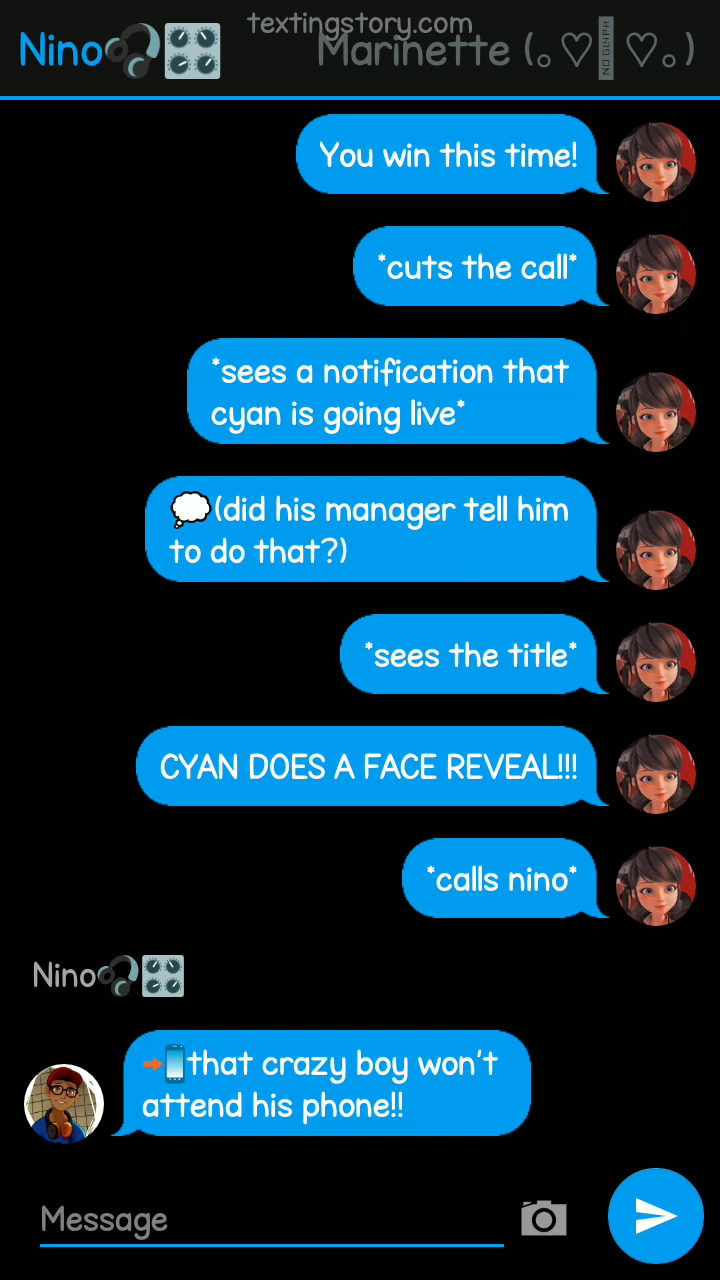 textingstory.com
Nino🎧🎛️ Marinette (｡♡ NO GLYPH ♡｡)
You win this time!
*cuts the call*
*sees a notification that
cyan is going live*
💭(did his manager tell him
to do that?)
*sees the title*
CYAN DOES A FACE REVEAL!!!
*calls nino*
Nino🎧🎛️
📲that crazy boy won't
attend his phone!!
Message